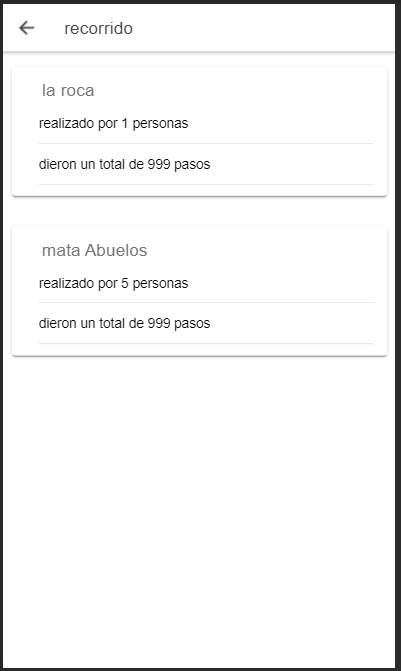 recorrido
la roca
realizado por 1 personas
dieron un total de 999 pasos
mata Abuelos
realizado por 5 personas
dieron un total de 999 pasos